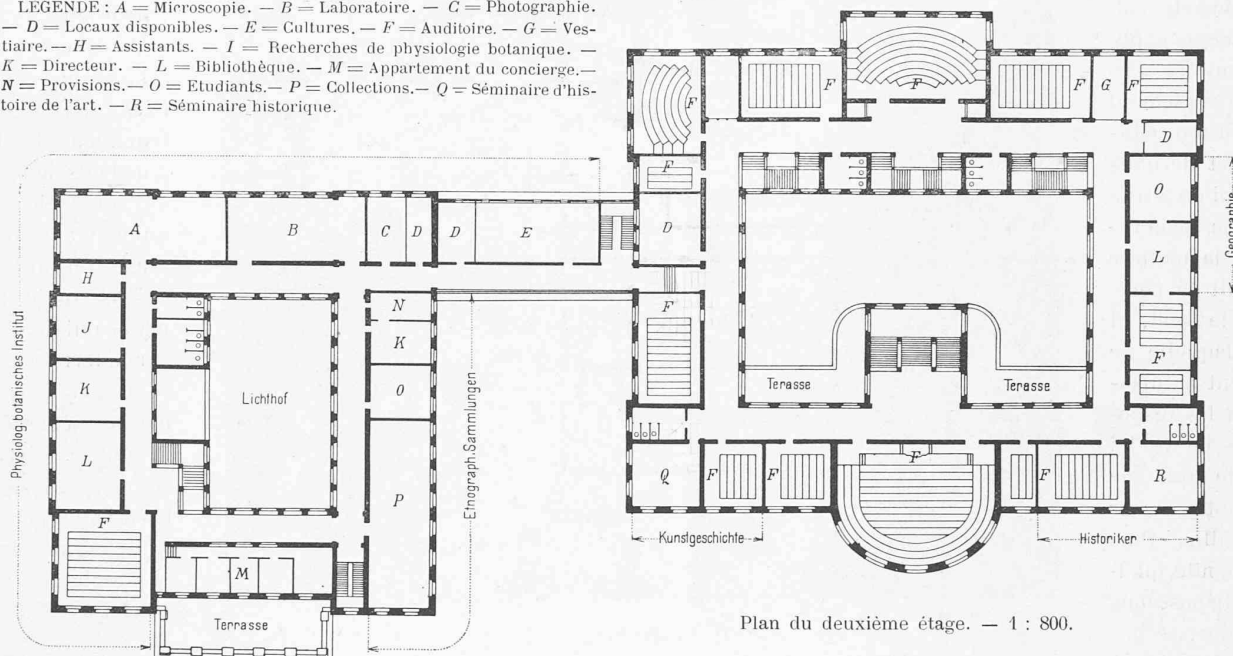 LEGENDE : A = Microscopie. — B = Laboratoire. — C = Photographie.
— D = Locaux disponibles. — E = Cultures. — F = Auditoire. — G = Ves-
tiaire. — H = Assistants. — I = Recherches de physiologie botanique. —
K = Directeur. — L = Bibliothèque. — M = Appartement du concierge. —
N = Provisions. — O = Etudiants. — P = Collections. — Q = Séminaire d'his-
toire de l'art. — R = Séminaire historique.
F
F
F
F
G
F
D
F
O
A
B
C
D
D
E
D
L
Geographie
H
N
F
J
K
F
K
O
Lichthof
Terasse
Terasse
Physiolog. botanisches Institut
Etnograph. Sammlungen
L
P
Q
F
F
F
F
R
F
Kunstgeschichte
Historiker
M
Terrasse
Plan du deuxième étage. — 1 : 800.